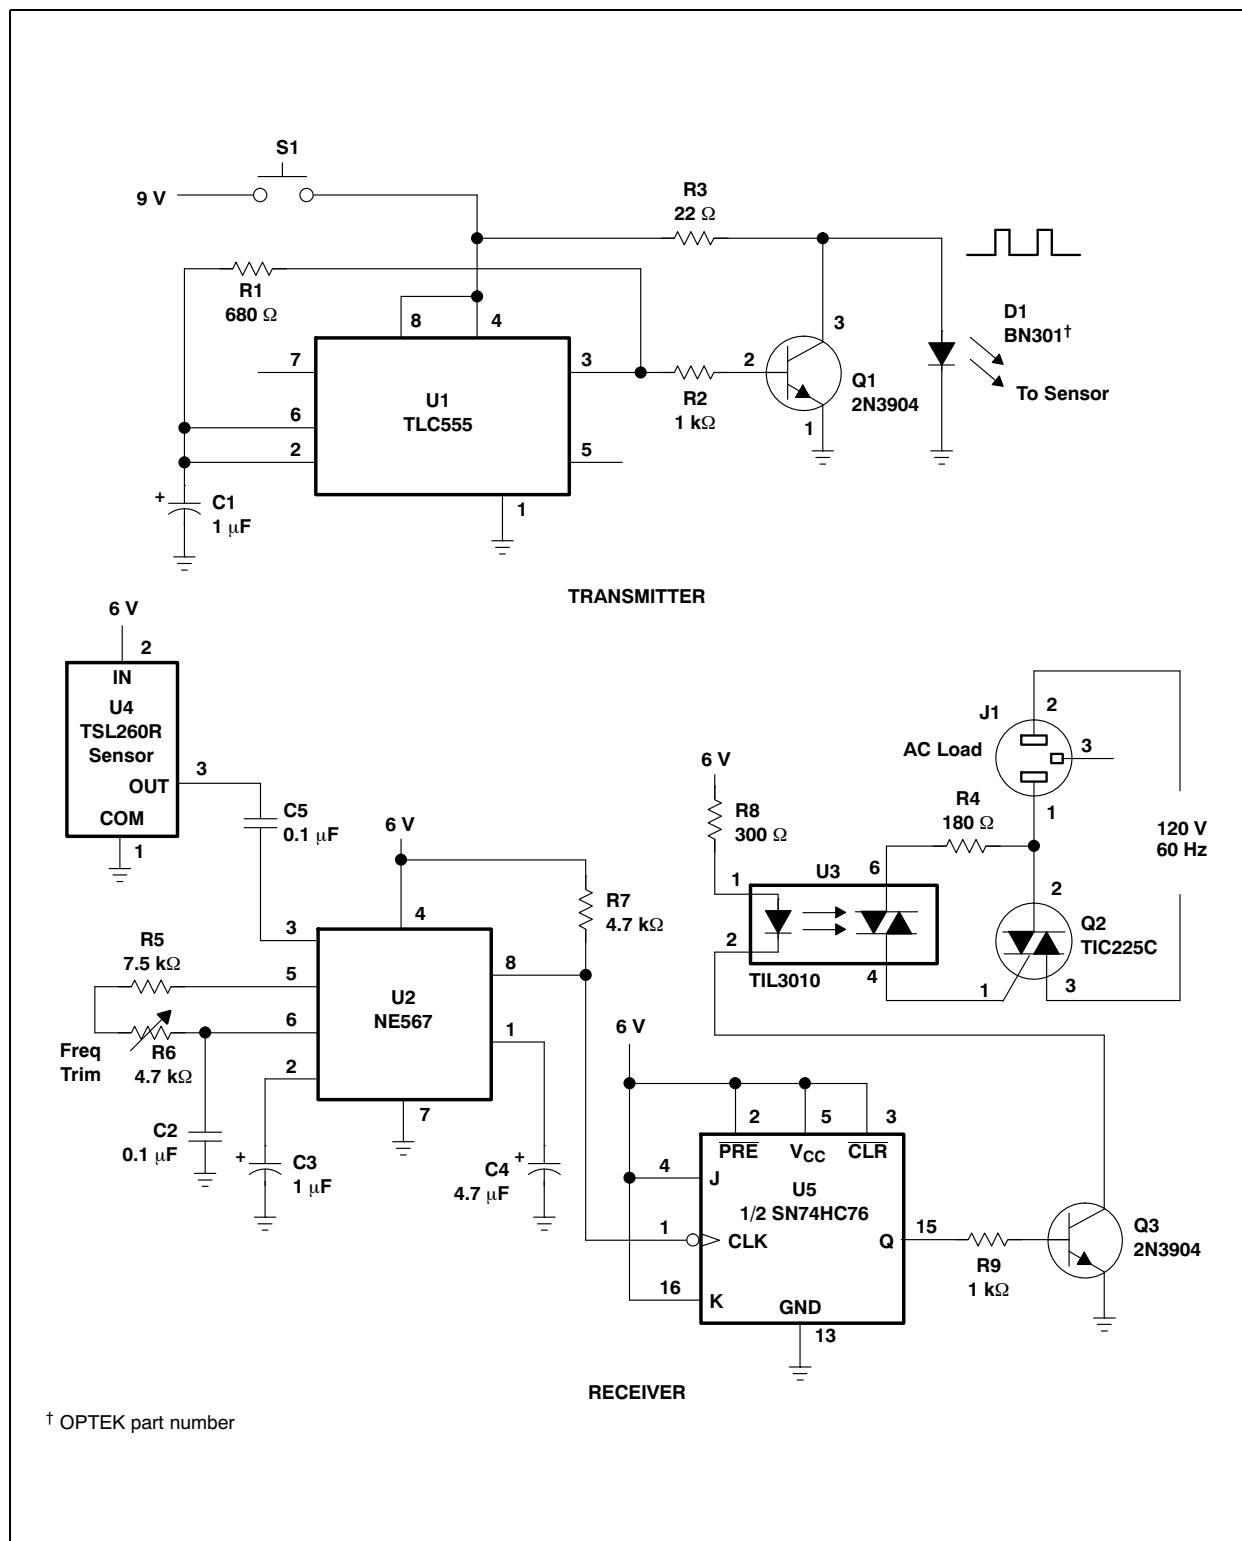 S1
9 V
R3
22 Ω
R1
680 Ω
8
4
D1
BN301†
7
3
3
2
U1
TLC555
R2
1 kΩ
Q1
2N3904
To Sensor
6
2
5
1
1
+
C1
1 μF
TRANSMITTER
6 V
2
IN
U4
TSL260R
Sensor
OUT
3
COM
1
C5
0.1 μF
6 V
4
R7
4.7 kΩ
3
R5
7.5 kΩ
5
U2
NE567
8
6
1
Freq
Trim
R6
4.7 kΩ
2
7
C2
0.1 μF
+
C3
1 μF
C4
4.7 μF
+
J1
2
AC Load
3
1
6 V
R8
300 Ω
R4
180 Ω
120 V
60 Hz
U3
6
1
2
2
Q2
TIC225C
TIL3010
4
1
3
6 V
2
5
3
PRE
VCC
CLR
4
J
U5
1/2 SN74HC76
1
CLK
Q
15
R9
1 kΩ
Q3
2N3904
16
K
GND
13
RECEIVER
† OPTEK part number